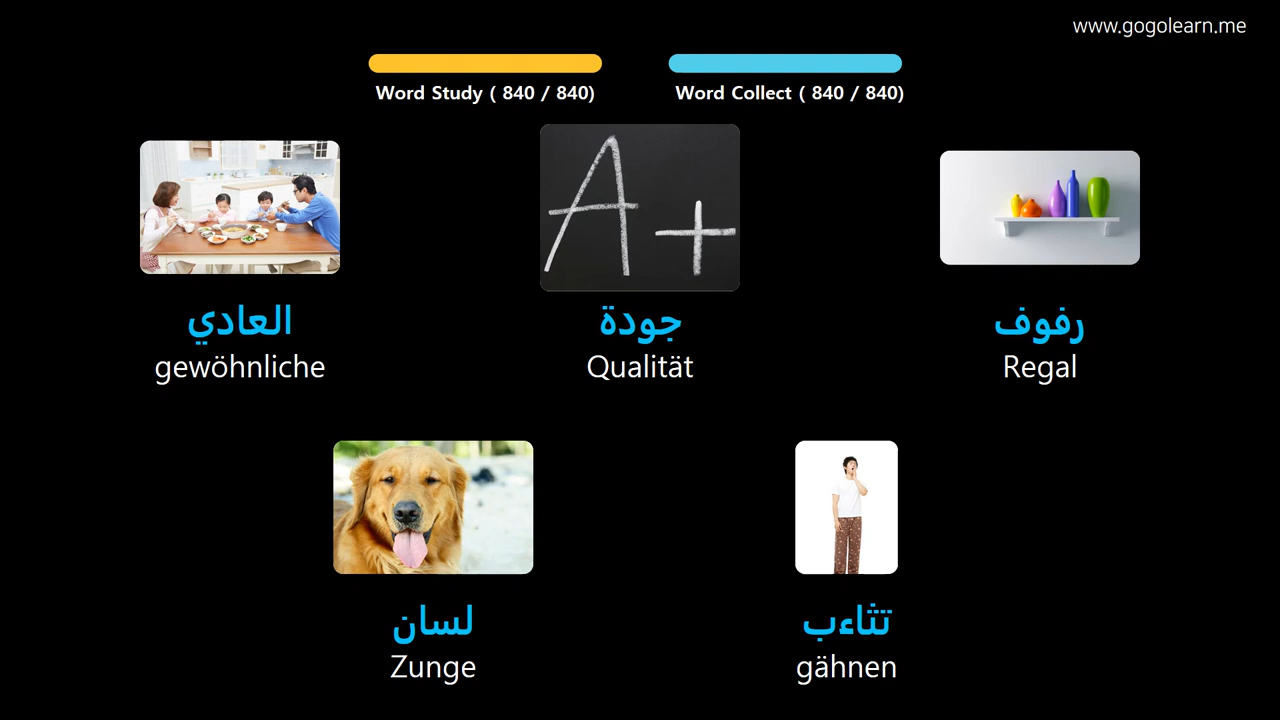 www.gogolearn.me
Word Study ( 840 / 840)
Word Collect ( 840 / 840)
A+
العادي
gewöhnliche
جودة
Qualität
رفوف
Regal
لسان
Zunge
تثاءب
gähnen